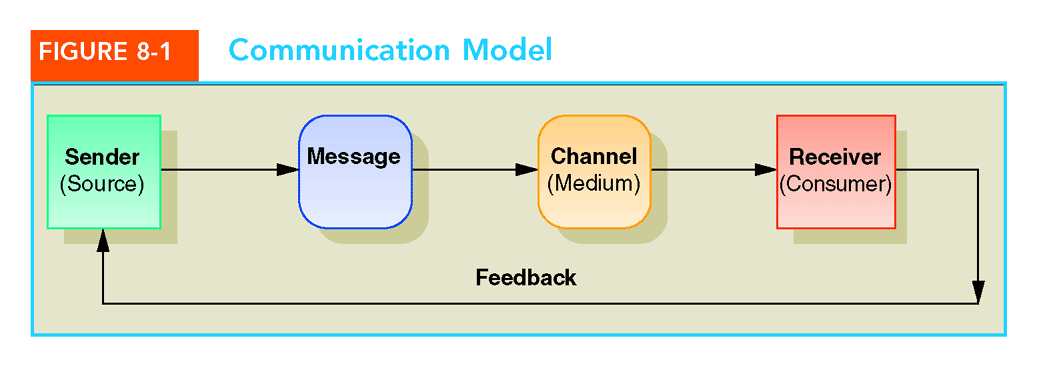 FIGURE 8-1
Communication Model
Sender
(Source)
Message
Channel
(Medium)
Receiver
(Consumer)
Feedback